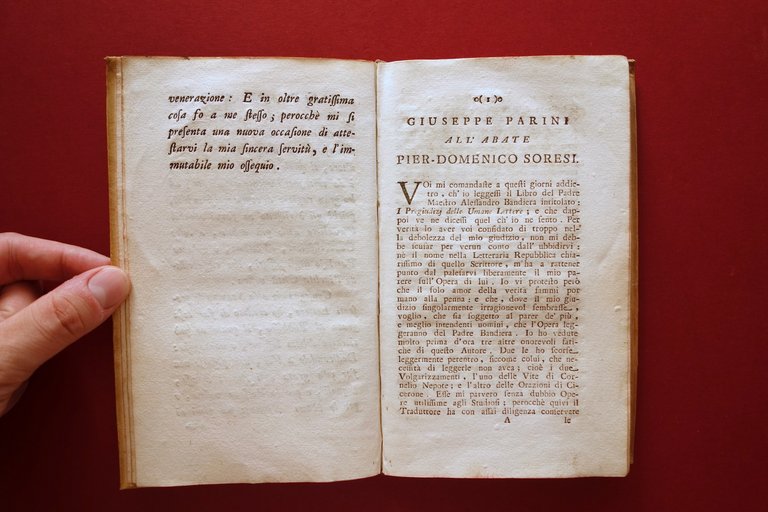 venerazione: E in oltre gratiſſima
coſa fo a me ſteſſo; perocchè mi ſi
preſenta una nuova occaſione di atte-
ſtarvi la mia ſincera ſervitù, e l'im-
mutabile mio oſſequio.
o( 1 )o
GIUSEPPE PARINI
ALL'ABATE
PIER-DOMENICO SORESI.
VOi mi comandaſte a queſti giorni addie-
tro, ch'io leggeſſi il Libro del Padre
Maeſtro Aleſſandro Bandiera intitolato:
I Pregiudizj delle Umane Lettere; e che dap-
poi ve ne diceſſi quel ch'io ne ſento. Per
verità lo aver voi confidato di troppo nel-
la debolezza del mio giudizio, non mi deb-
be ſcuſar per verun conto dall'ubbidirvi:
nè il nome nella Letteraria Repubblica chia-
riſſimo di quello Scrittore, m'ha a rattener
punto dal paleſarvi liberamente il mio pa-
rere ſull'Opera di lui. Io vi proteſto però
che il ſolo amor della verità fammi por
mano alla penna; e che, dove il mio giu-
dizio ſingolarmente irragionevol ſembraſſe,
voglio, che ſia ſoggetto al parer de' più,
e meglio intendenti uomini, che l'Opera leg-
geranno del Padre Bandiera. Io ho vedute
molto prima d'ora tre altre onorevoli fati-
che di queſto Autore. Due le ho ſcorſe
leggermente perentro, ſiccome colui, che ne-
ceſſità di leggerle non avea; cioè i due
Volgarizzamenti, l'uno delle Vite di Cor-
nelio Nepote; e l'altro delle Orazioni di Ci-
cerone. Eſſe mi parvero ſenza dubbio Ope-
re utiliſſime agli Studioſi; perocchè quivi il
Traduttore ha con aſſai diligenza conſervate
A le